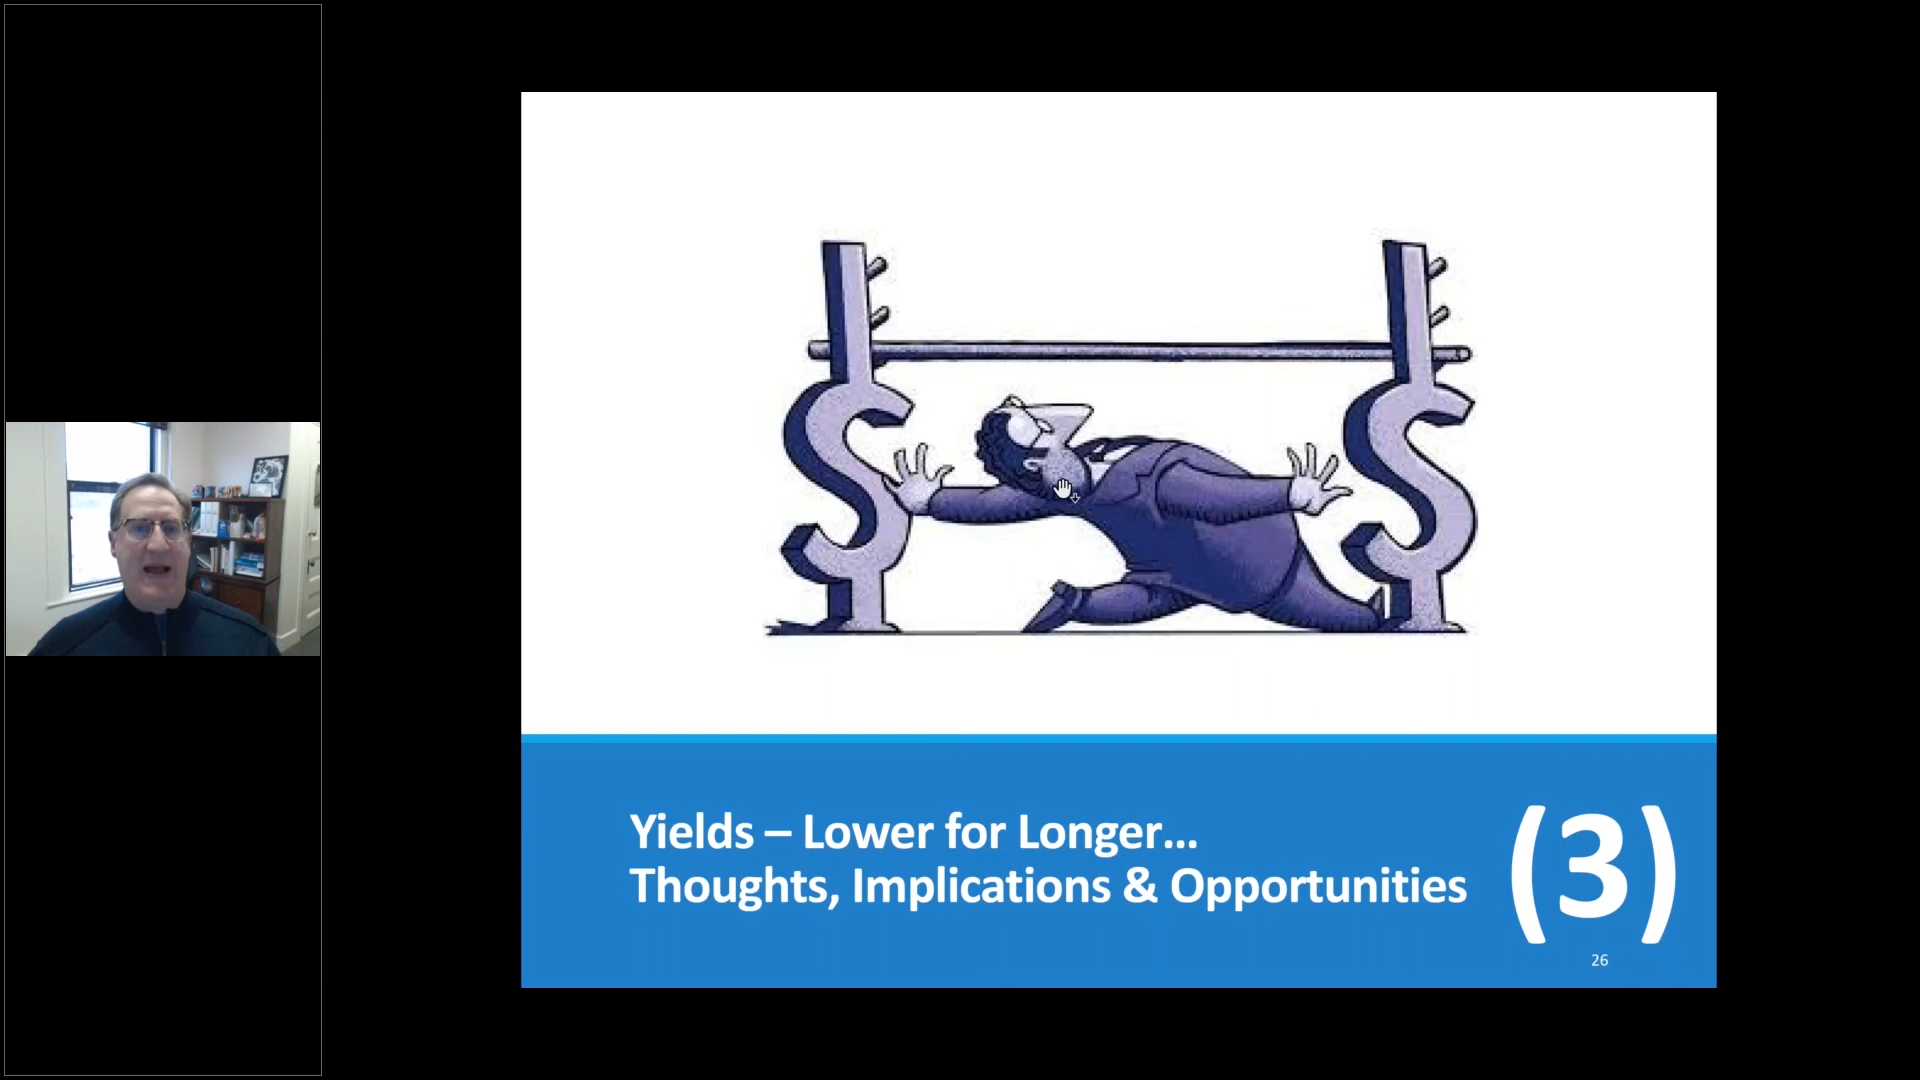 Yields – Lower for Longer...
Thoughts, Implications & Opportunities
(3)
26